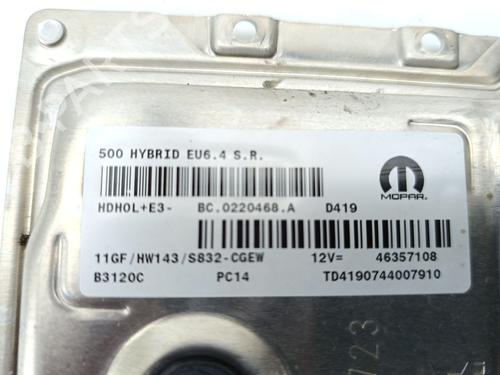 500 HYBRID EU6.4 S.R.
MOPAR
HDHOL+E3- BC.0220468.A D419
11GF/HW143/S832-CGEW 12V= 46357108
B3120C PC14 TD4190744007910
723